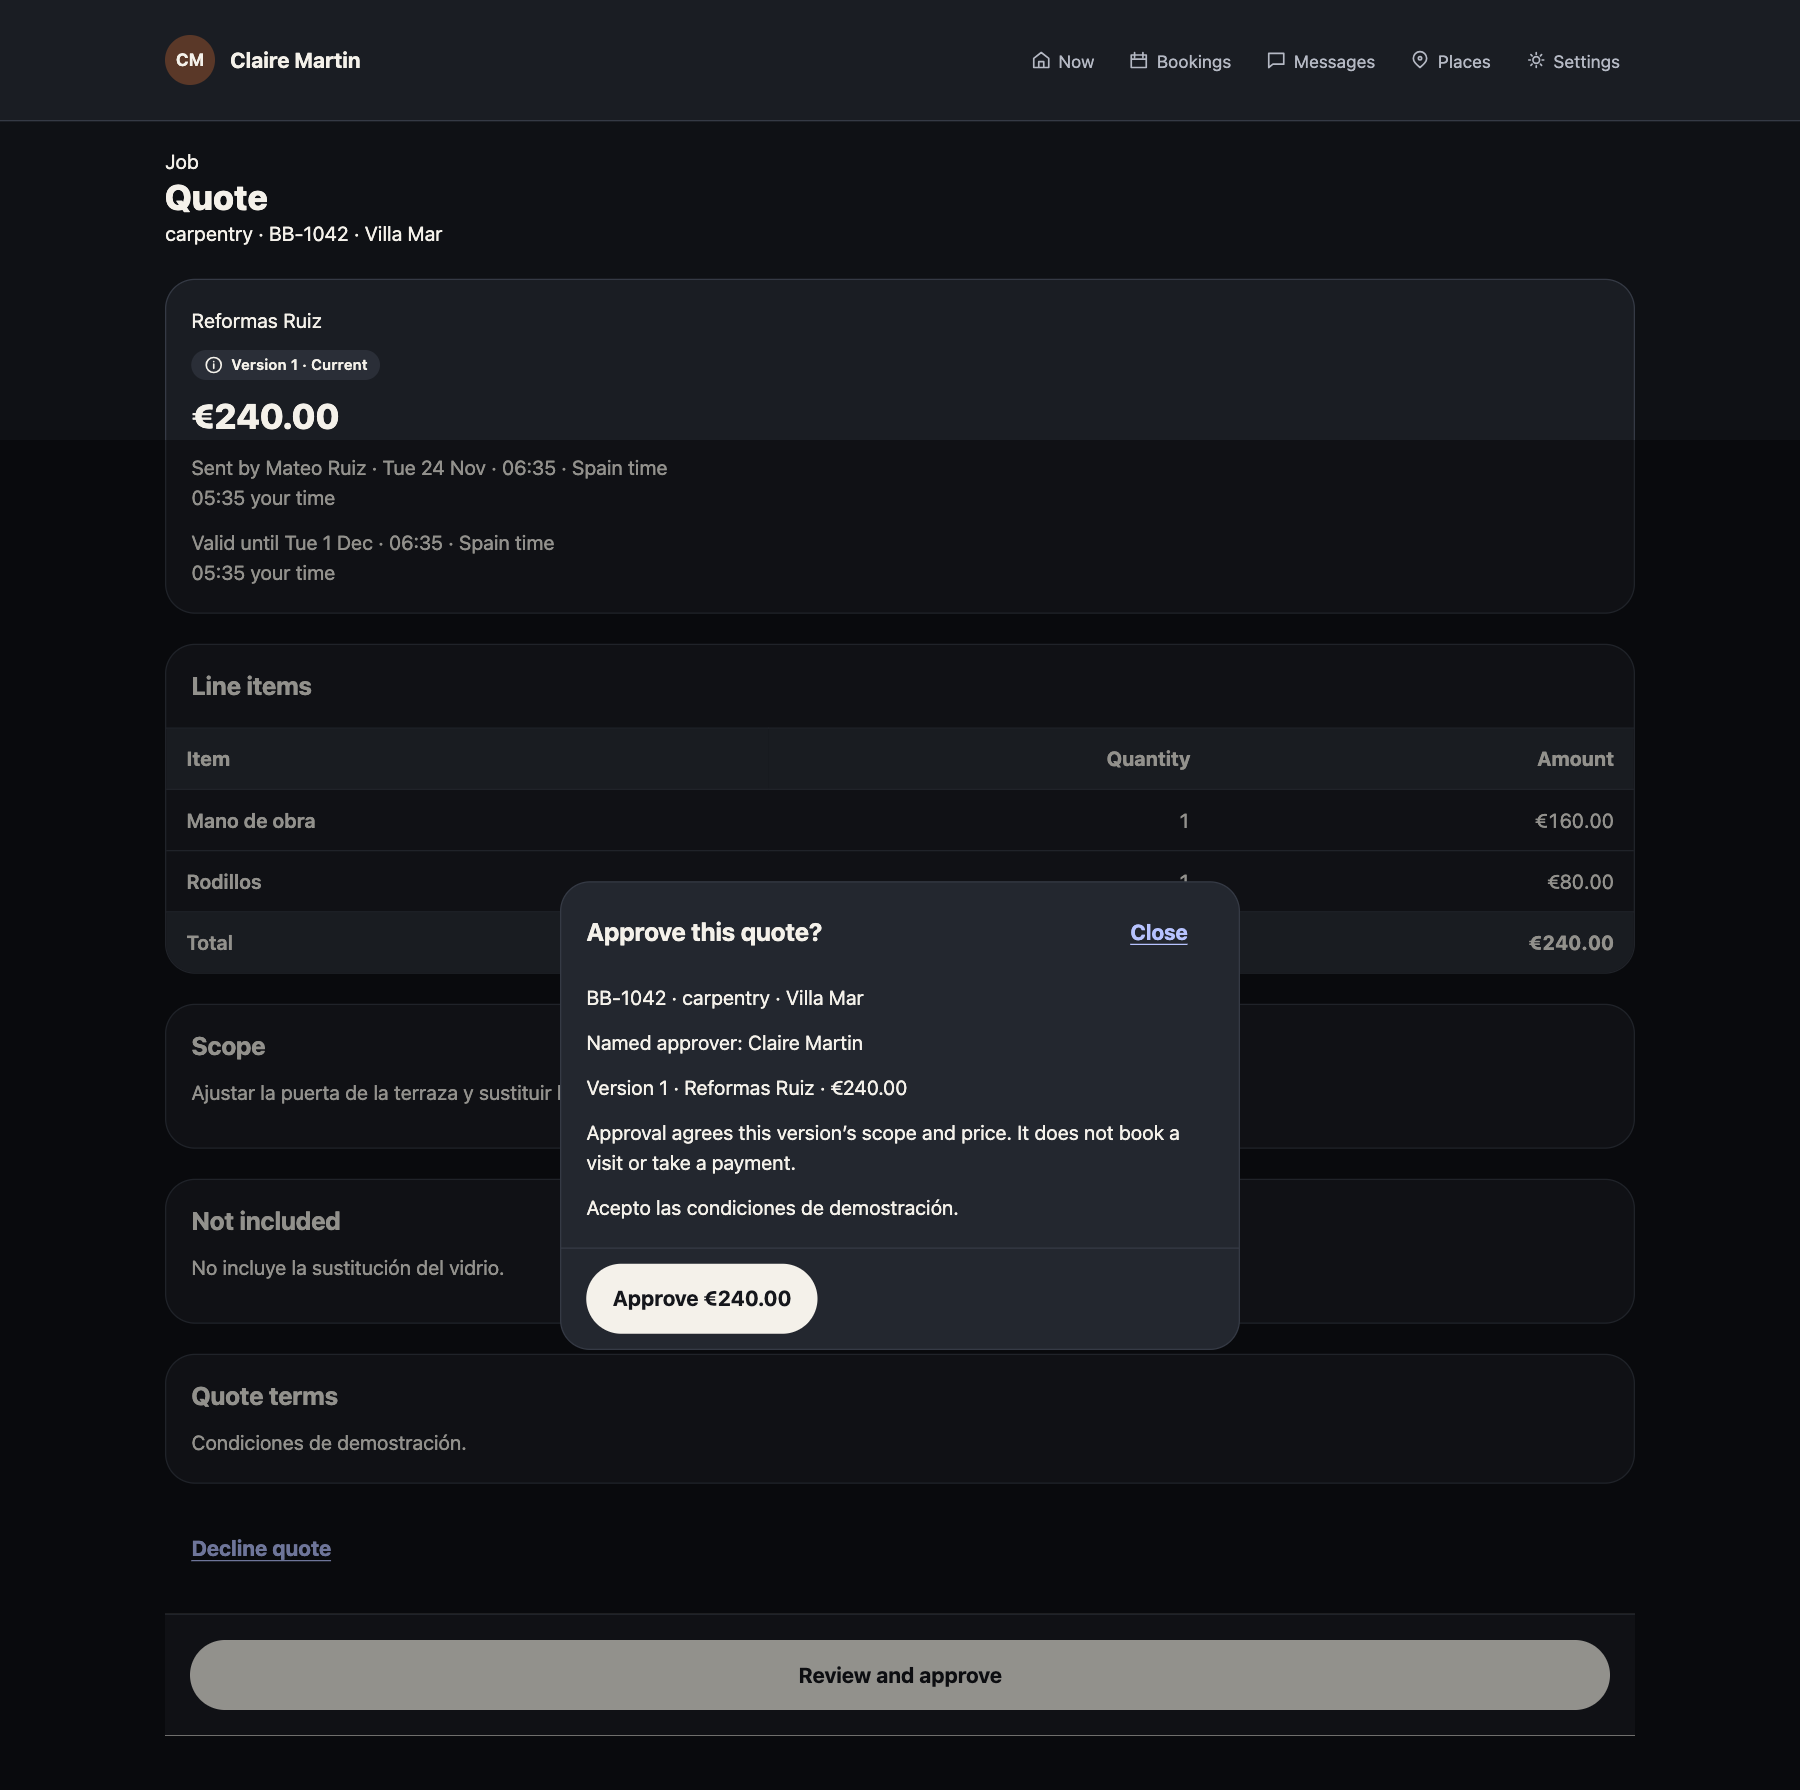 CM
Claire Martin
Now
Bookings
Messages
Places
Settings
Job
Quote
carpentry · BB-1042 · Villa Mar
Reformas Ruiz
Version 1 · Current
€240.00
Sent by Mateo Ruiz · Tue 24 Nov · 06:35 · Spain time
05:35 your time
Valid until Tue 1 Dec · 06:35 · Spain time
05:35 your time
Line items
Item Quantity Amount
Mano de obra 1 €160.00
Rodillos 1 €80.00
Total €240.00
Scope
Ajustar la puerta de la terraza y sustituir
Not included
No incluye la sustitución del vidrio.
Quote terms
Condiciones de demostración.
Decline quote
Review and approve
Approve this quote?
Close
BB-1042 · carpentry · Villa Mar
Named approver: Claire Martin
Version 1 · Reformas Ruiz · €240.00
Approval agrees this version’s scope and price. It does not book a
visit or take a payment.
Acepto las condiciones de demostración.
Approve €240.00